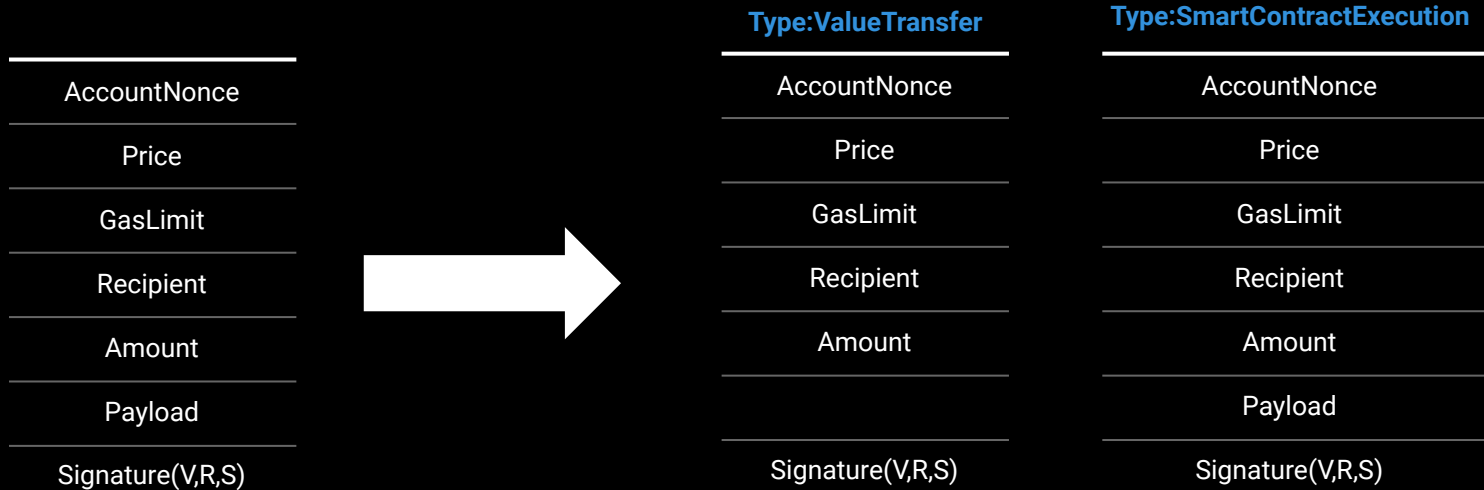 AccountNonce
Price
GasLimit
Recipient
Amount
Payload
Signature(V,R,S)
Type:ValueTransfer
AccountNonce
Price
GasLimit
Recipient
Amount
Signature(V,R,S)
Type:SmartContractExecution
AccountNonce
Price
GasLimit
Recipient
Amount
Payload
Signature(V,R,S)